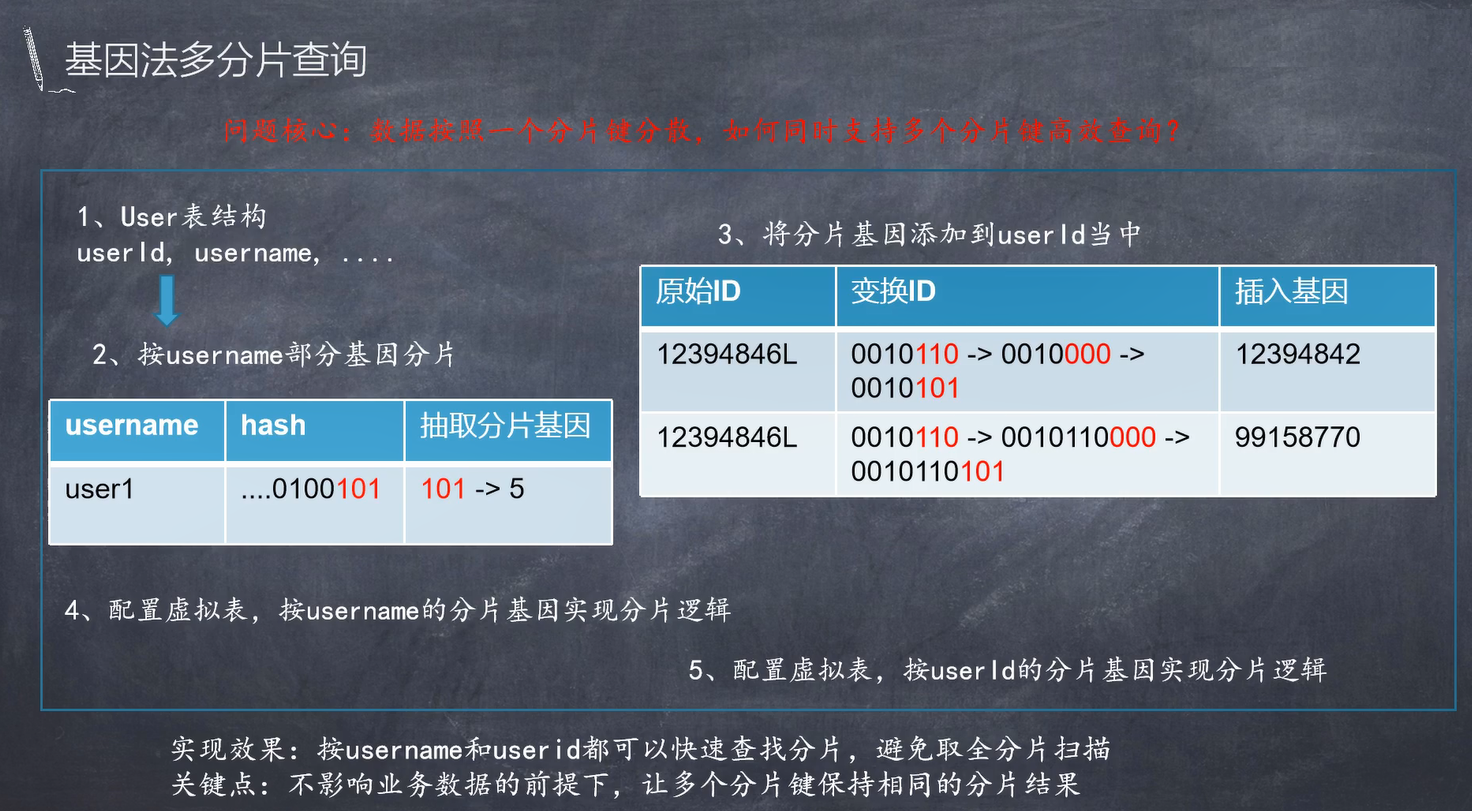 基因法多分片查询
问题核心：数据按照一个分片键分散，如何同时支持多个分片键高效查询？
1、User表结构
userId, username, ....
2、按username部分基因分片
username hash 抽取分片基因
user1 ....0100101 101 -> 5
3、将分片基因添加到userId当中
原始ID 变换ID 插入基因
12394846L 0010110 -> 0010000 -> 12394842
0010101
12394846L 0010110 -> 0010110000 -> 99158770
0010110101
4、配置虚拟表，按username的分片基因实现分片逻辑
5、配置虚拟表，按userId的分片基因实现分片逻辑
实现效果：按username和userid都可以快速查找分片，避免取全分片扫描
关键点：不影响业务数据的前提下，让多个分片键保持相同的分片结果